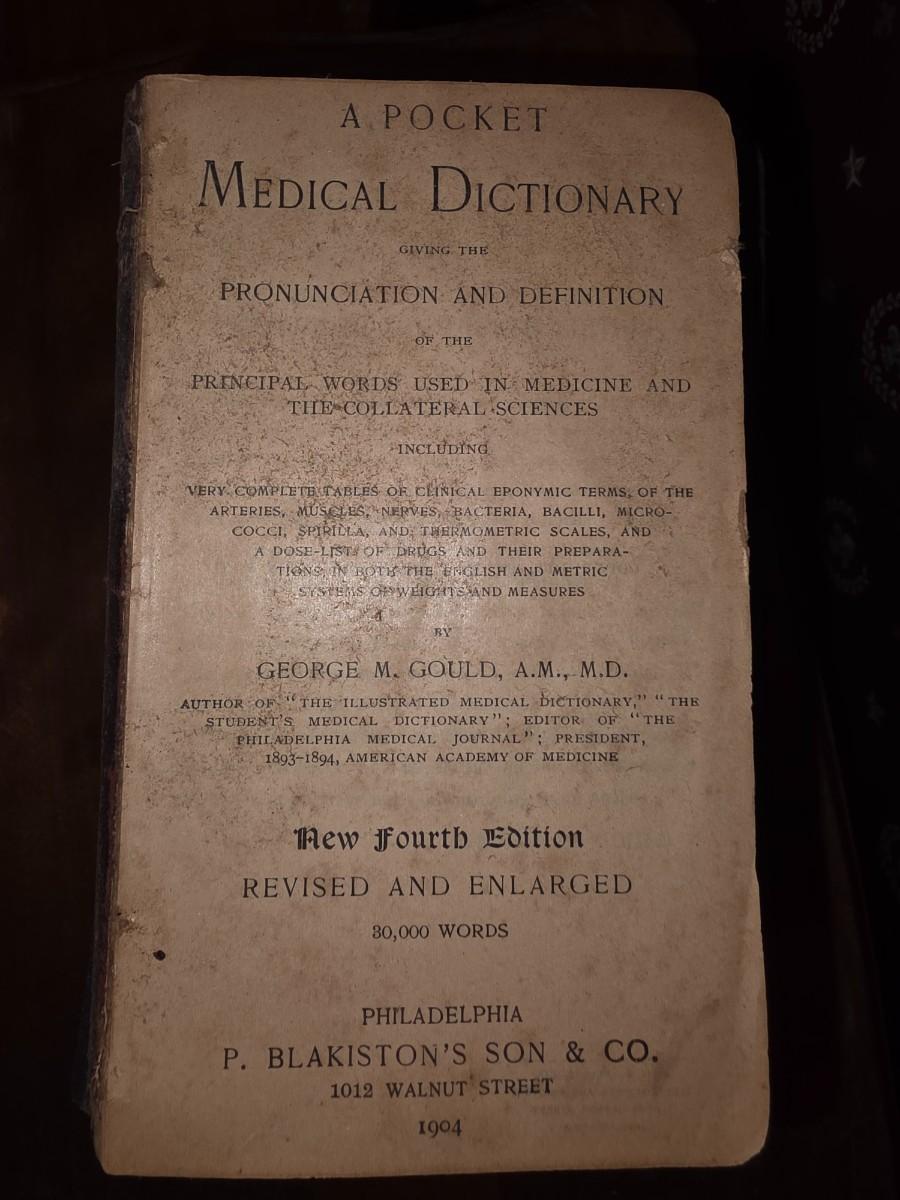 A POCKET
MEDICAL DICTIONARY
GIVING THE
PRONUNCIATION AND DEFINITION
OF THE
PRINCIPAL WORDS USED IN MEDICINE AND
THE COLLATERAL SCIENCES
INCLUDING
VERY COMPLETE TABLES OF CLINICAL EPONYMIC TERMS, OF THE
ARTERIES, MUSCLES, NERVES, BACTERIA, BACILLI, MICRO-
COCCI, SPIRILLA, AND THERMOMETRIC SCALES, AND
A DOSE-LIST OF DRUGS AND THEIR PREPARA-
TIONS, IN BOTH THE ENGLISH AND METRIC
SYSTEMS OF WEIGHTS AND MEASURES
BY
GEORGE M. GOULD, A.M., M.D.
AUTHOR OF "THE ILLUSTRATED MEDICAL DICTIONARY," "THE
STUDENT'S MEDICAL DICTIONARY"; EDITOR OF "THE
PHILADELPHIA MEDICAL JOURNAL"; PRESIDENT,
1893-1894, AMERICAN ACADEMY OF MEDICINE
New Fourth Edition
REVISED AND ENLARGED
30,000 WORDS
PHILADELPHIA
P. BLAKISTON'S SON & CO.
1012 WALNUT STREET
1904